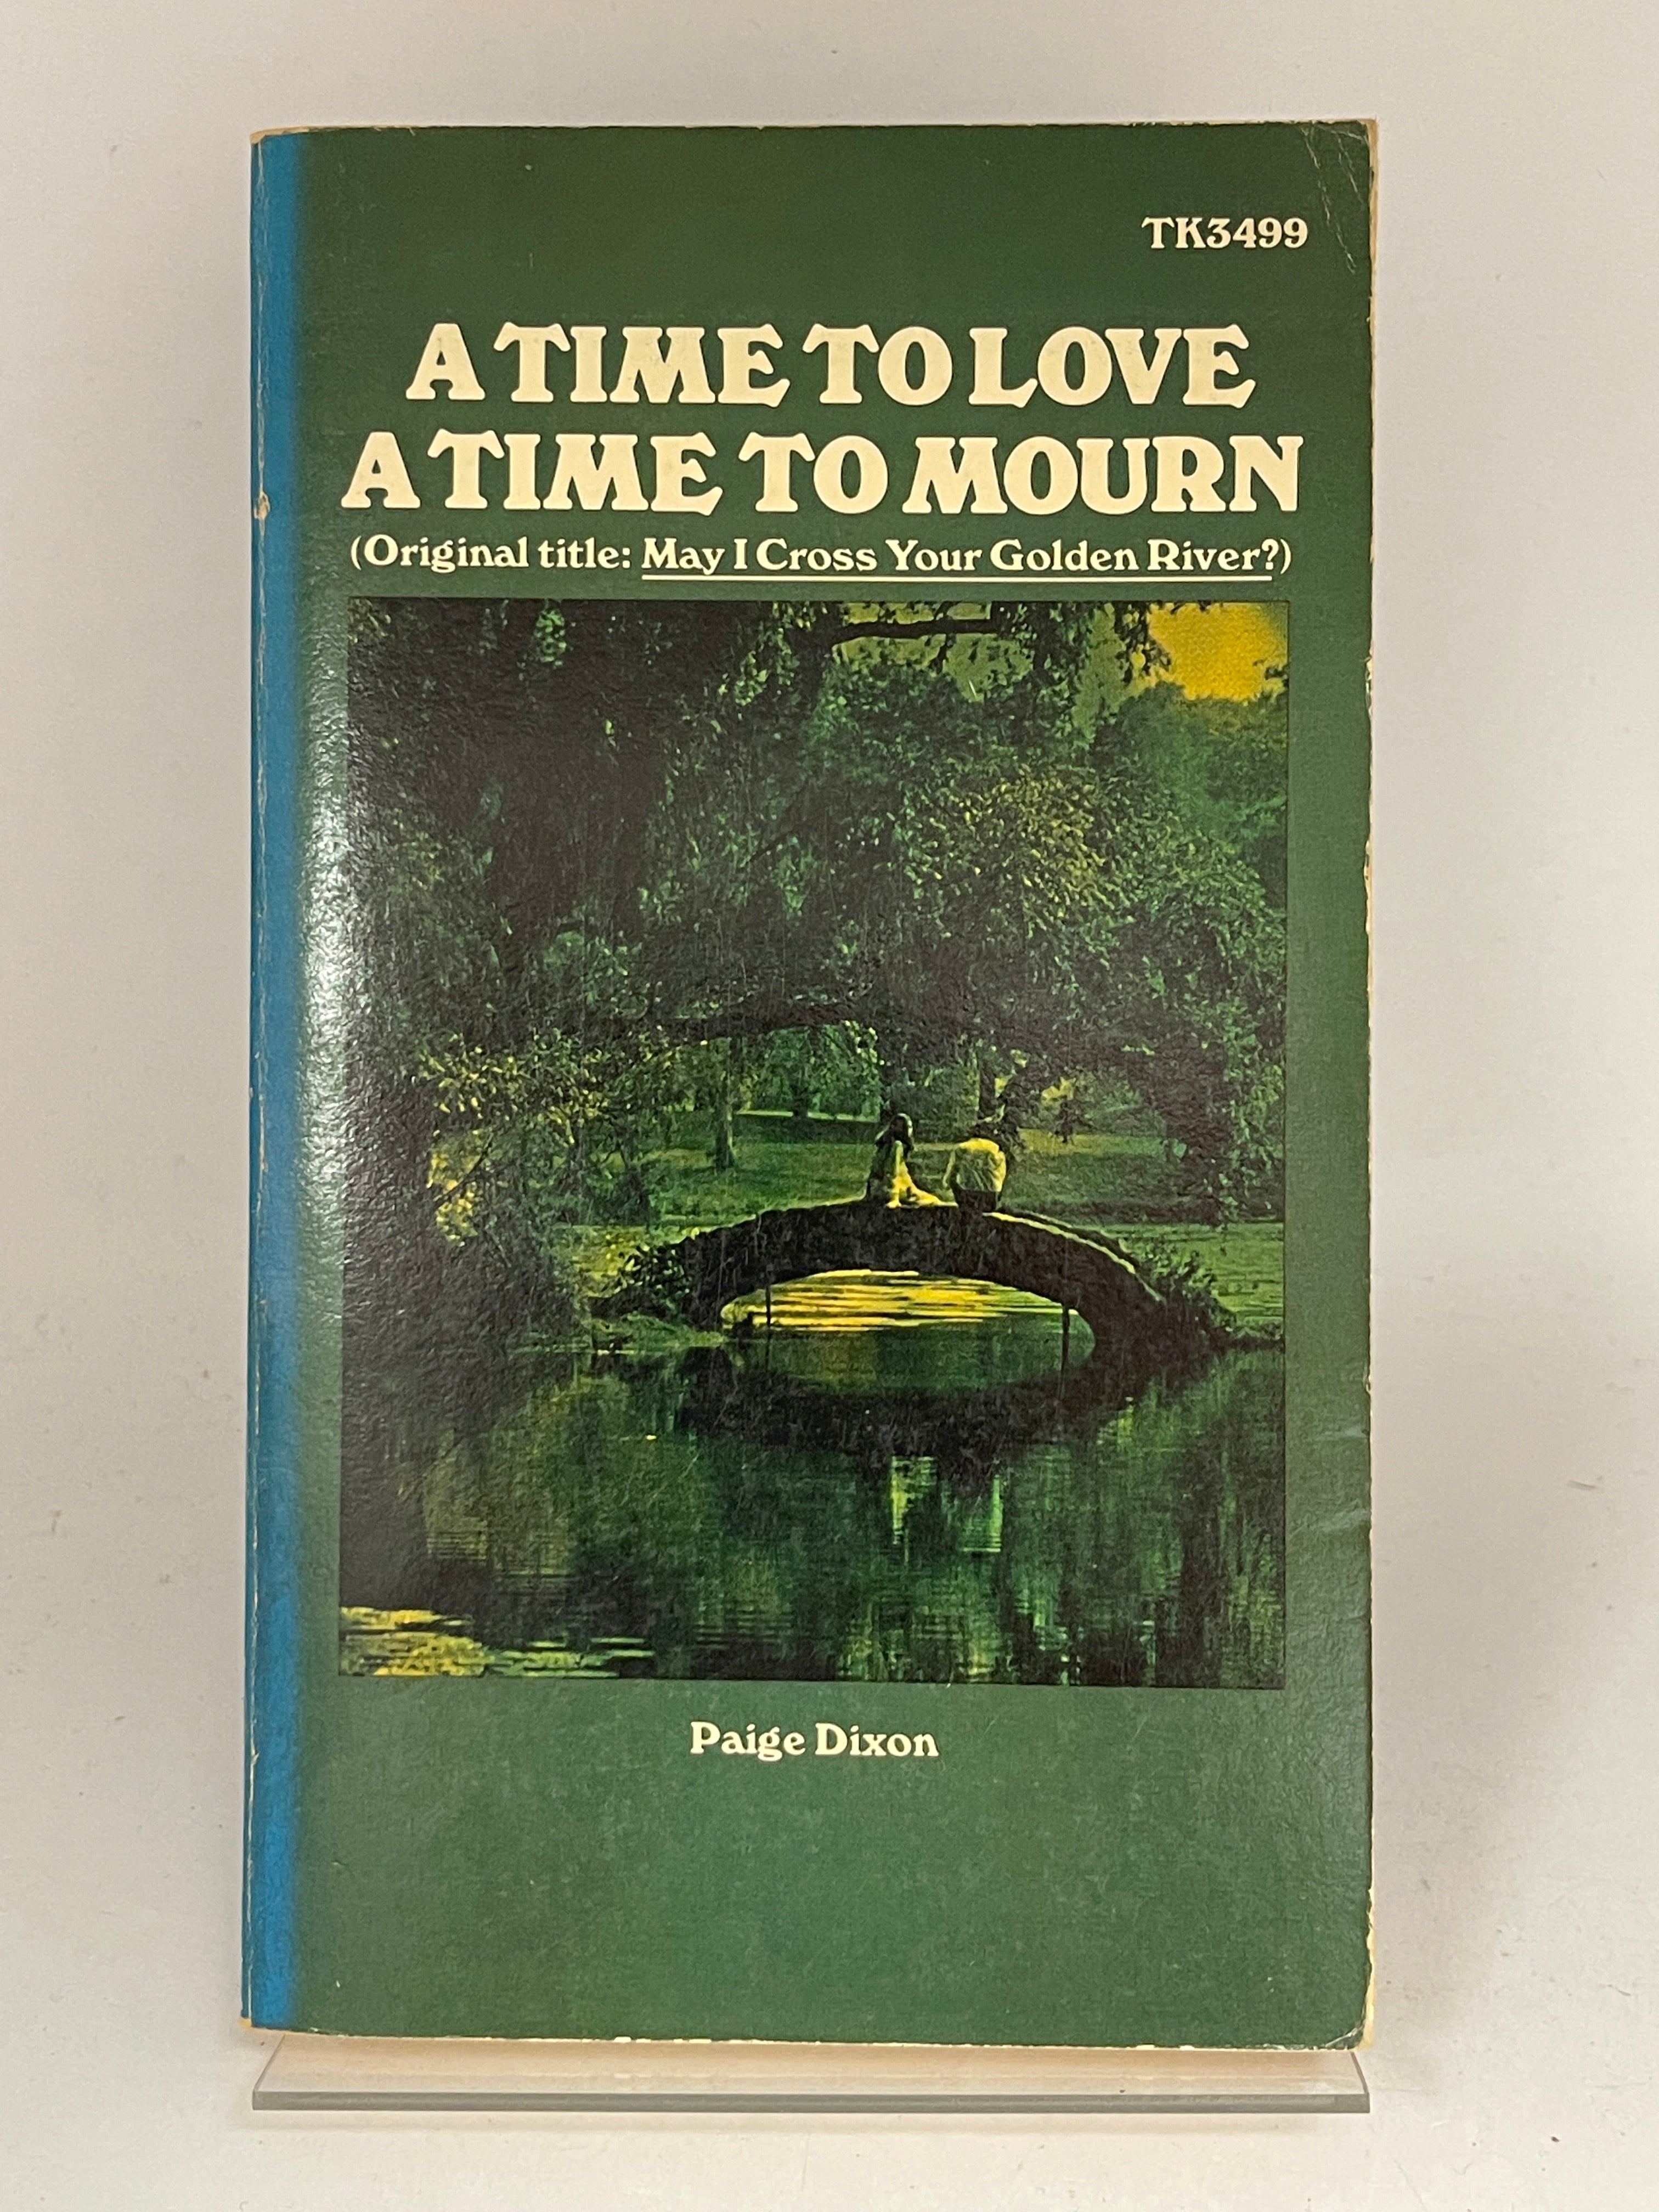 TK3499
A TIME TO LOVE
A TIME TO MOURN
(Original title: May I Cross Your Golden River?)
Paige Dixon